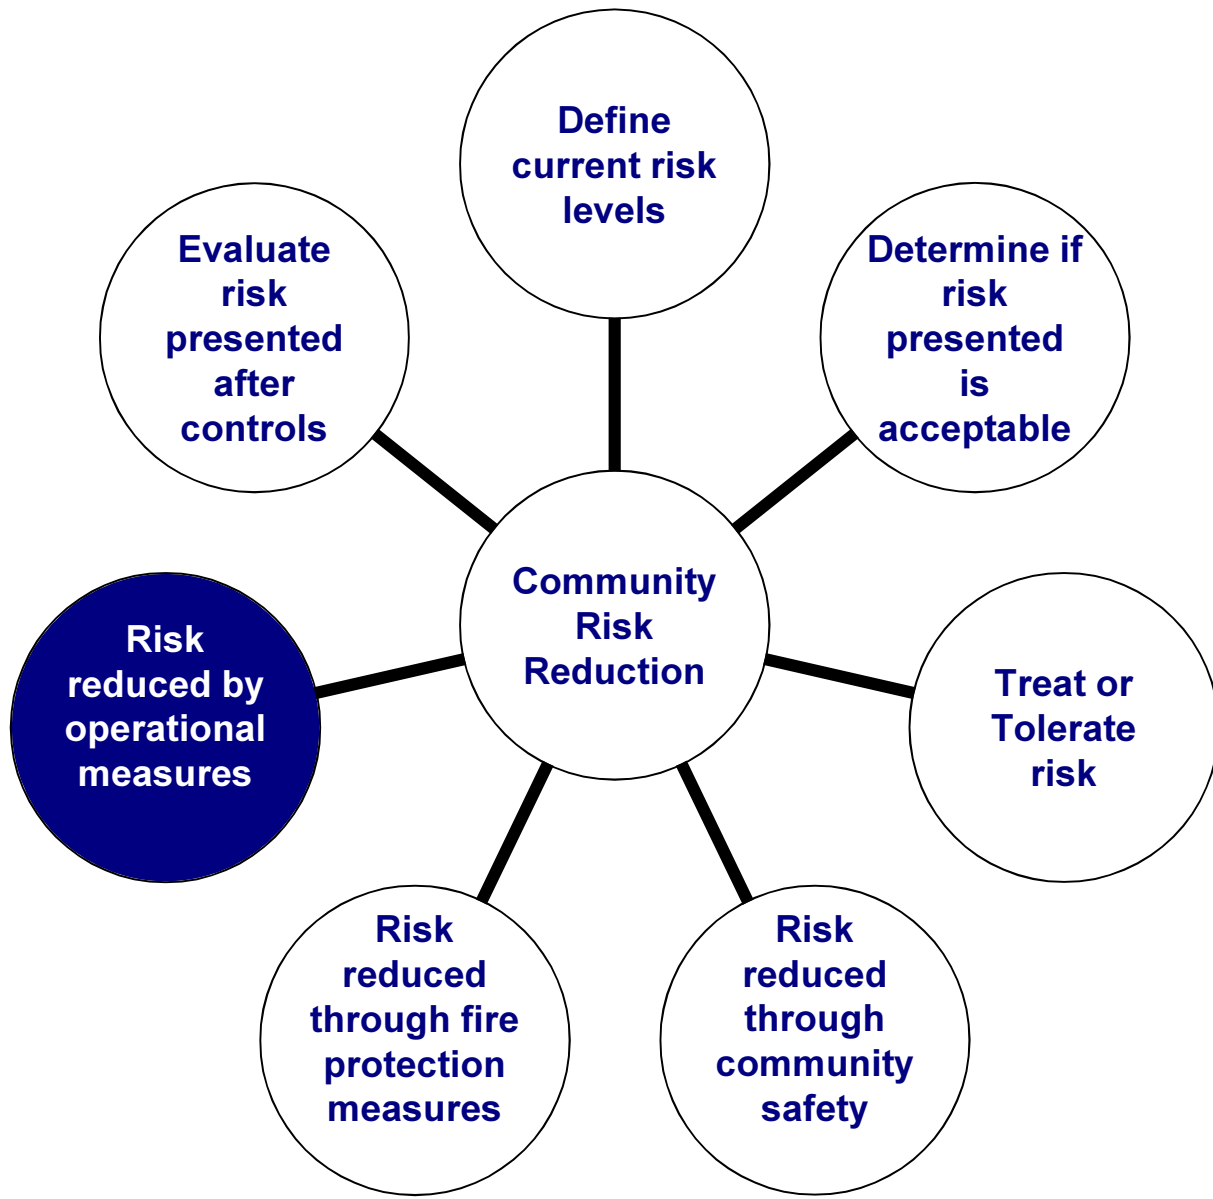 Define
current risk
levels
Determine if
risk
presented
is
acceptable
Treat or
Tolerate
risk
Risk
reduced
through
community
safety
Risk
reduced
through fire
protection
measures
Risk
reduced by
operational
measures
Evaluate
risk
presented
after
controls
Community
Risk
Reduction